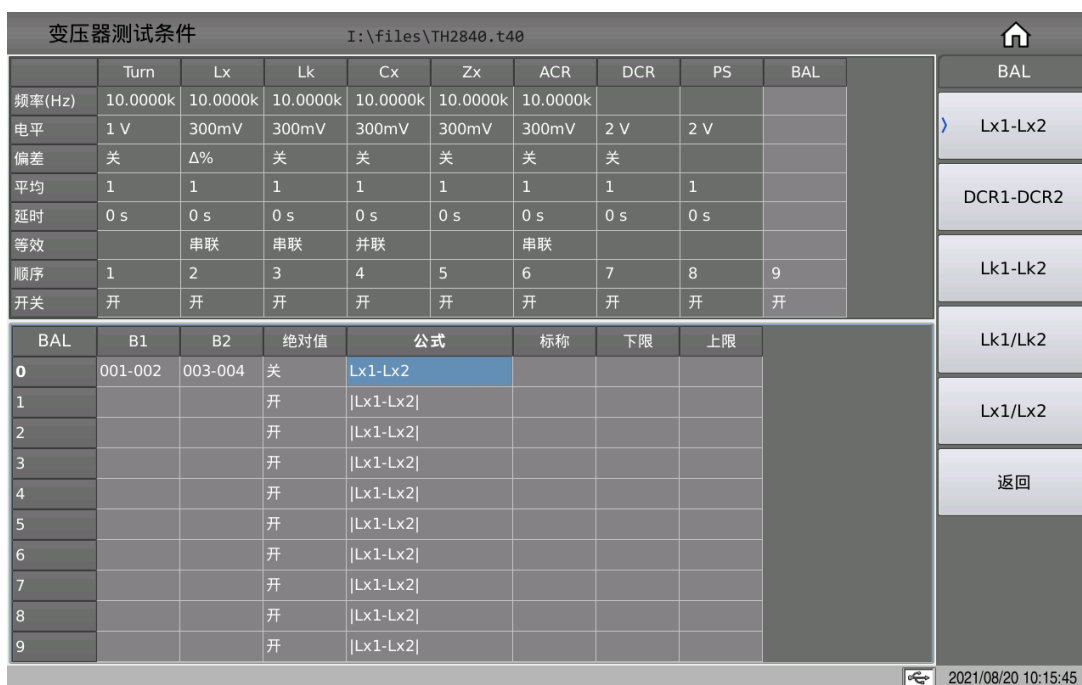 变压器测试条件 I:\files\TH2840.t40
Turn Lx Lk Cx Zx ACR DCR PS BAL
频率(Hz) 10.0000k 10.0000k 10.0000k 10.0000k 10.0000k 10.0000k
电平 1 V 300mV 300mV 300mV 300mV 300mV 2 V 2 V
偏差 关 Δ% 关 关 关 关 关
平均 1 1 1 1 1 1 1 1
延时 0 s 0 s 0 s 0 s 0 s 0 s 0 s 0 s
等效 串联 串联 并联 串联
顺序 1 2 3 4 5 6 7 8 9
开关 开 开 开 开 开 开 开 开 开
BAL B1 B2 绝对值 公式 标称 下限 上限
0 001-002 003-004 关 Lx1-Lx2
1 开 |Lx1-Lx2|
2 开 |Lx1-Lx2|
3 开 |Lx1-Lx2|
4 开 |Lx1-Lx2|
5 开 |Lx1-Lx2|
6 开 |Lx1-Lx2|
7 开 |Lx1-Lx2|
8 开 |Lx1-Lx2|
9 开 |Lx1-Lx2|
BAL
Lx1-Lx2
DCR1-DCR2
Lk1-Lk2
Lk1/Lk2
Lx1/Lx2
返回
2021/08/20 10:15:45